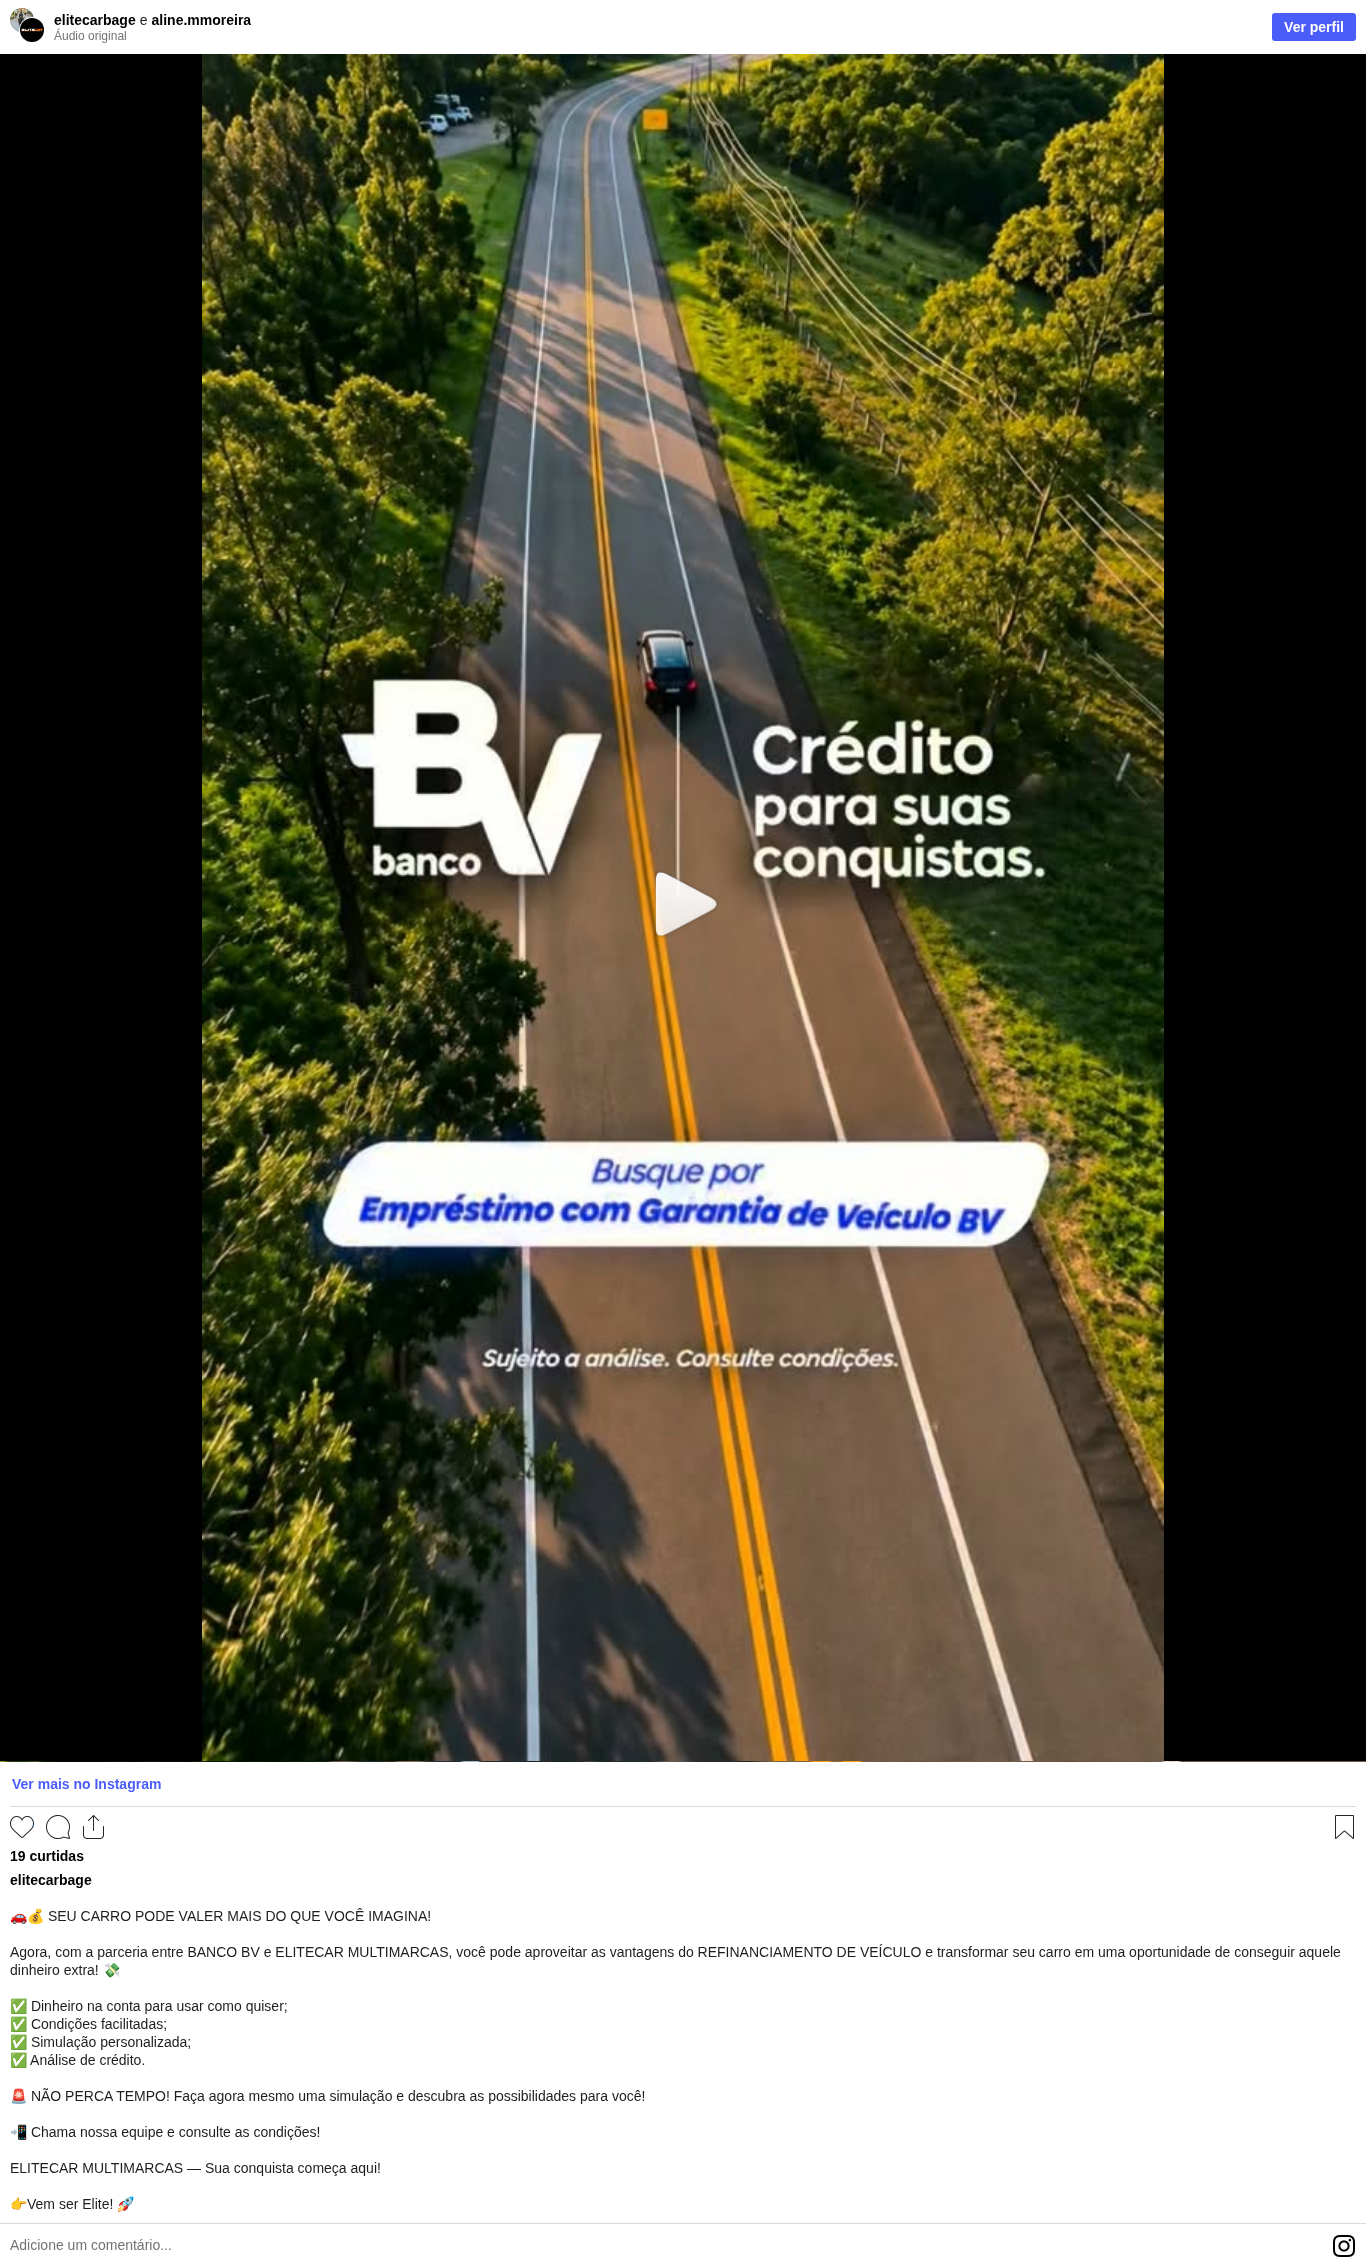 elitecarbage e aline.mmoreira
Áudio original
Ver perfil
BV
banco
Crédito
para suas
conquistas.
Busque por
Empréstimo com Garantia de Veículo BV
Sujeito a análise. Consulte condições.
Ver mais no Instagram
19 curtidas
elitecarbage
🚗💰 SEU CARRO PODE VALER MAIS DO QUE VOCÊ IMAGINA!
Agora, com a parceria entre BANCO BV e ELITECAR MULTIMARCAS, você pode aproveitar as vantagens do REFINANCIAMENTO DE VEÍCULO e transformar seu carro em uma oportunidade de conseguir aquele
dinheiro extra! 💸
✅ Dinheiro na conta para usar como quiser;
✅ Condições facilitadas;
✅ Simulação personalizada;
✅ Análise de crédito.
🚨 NÃO PERCA TEMPO! Faça agora mesmo uma simulação e descubra as possibilidades para você!
📲 Chama nossa equipe e consulte as condições!
ELITECAR MULTIMARCAS — Sua conquista começa aqui!
👉Vem ser Elite! 🚀
Adicione um comentário...